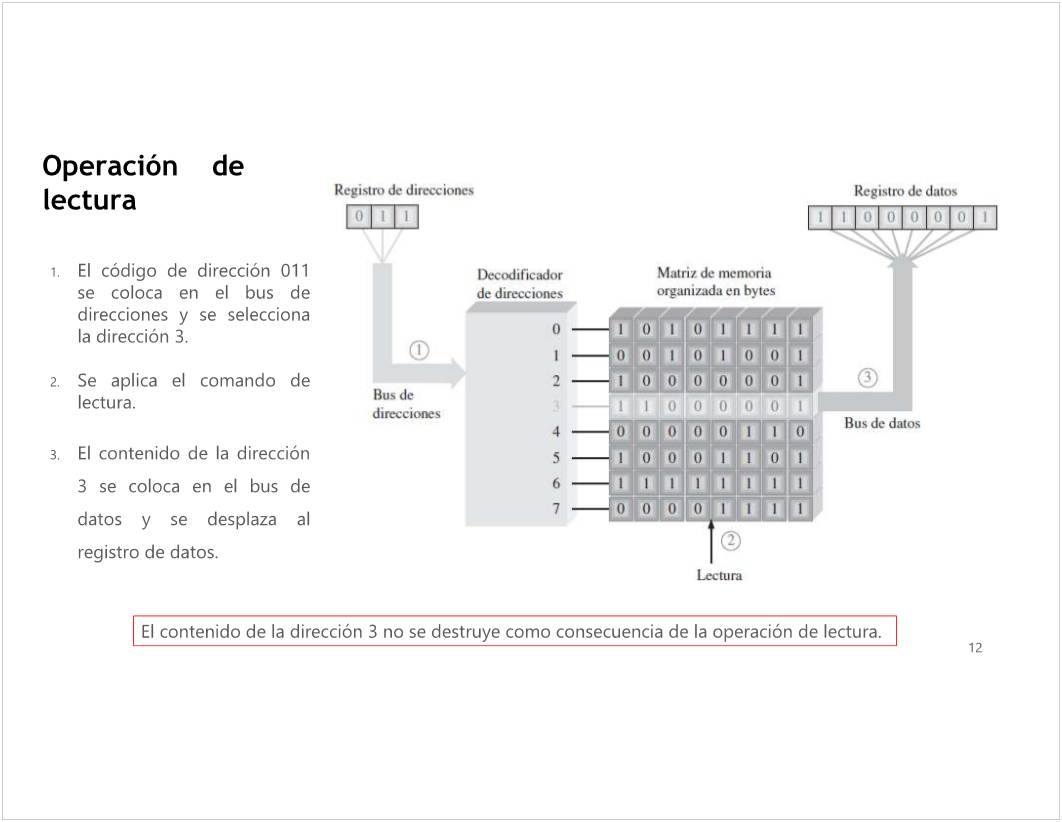 Operación de
lectura
1. El código de dirección 011
se coloca en el bus de
direcciones y se selecciona
la dirección 3.
2. Se aplica el comando de
lectura.
3. El contenido de la dirección
3 se coloca en el bus de
datos y se desplaza al
registro de datos.
Registro de direcciones
0 1 1
1
Bus de
direcciones
Decodificador
de direcciones
Matriz de memoria
organizada en bytes
0 1 0 1 0 1 1 1 1
1 0 0 1 0 1 0 0 1
2 1 0 0 0 0 0 0 1
3 1 1 0 0 0 0 0 1
4 0 0 0 0 0 1 1 0
5 1 0 0 0 1 1 0 1
6 1 1 1 1 1 1 1 1
7 0 0 0 0 1 1 1 1
2
Lectura
Registro de datos
1 1 0 0 0 0 0 1
3
Bus de datos
El contenido de la dirección 3 no se destruye como consecuencia de la operación de lectura.
12